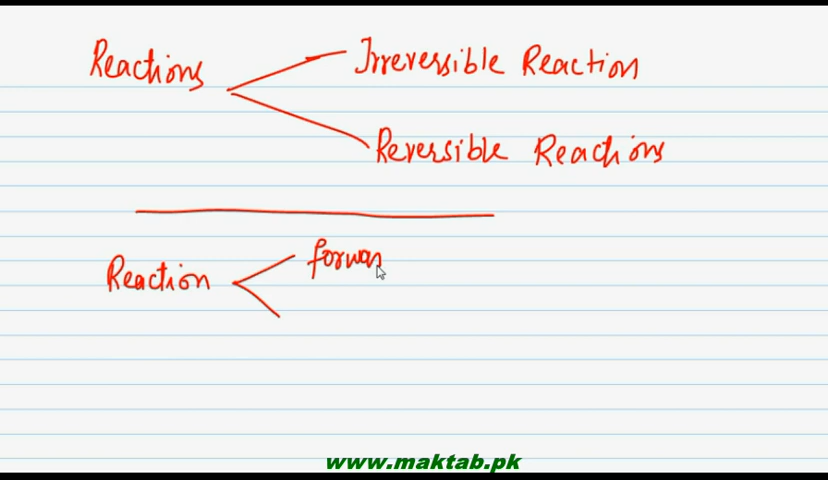 Reactions
Irreversible Reaction
Reversible Reactions
Reaction
forwar
www.maktab.pk